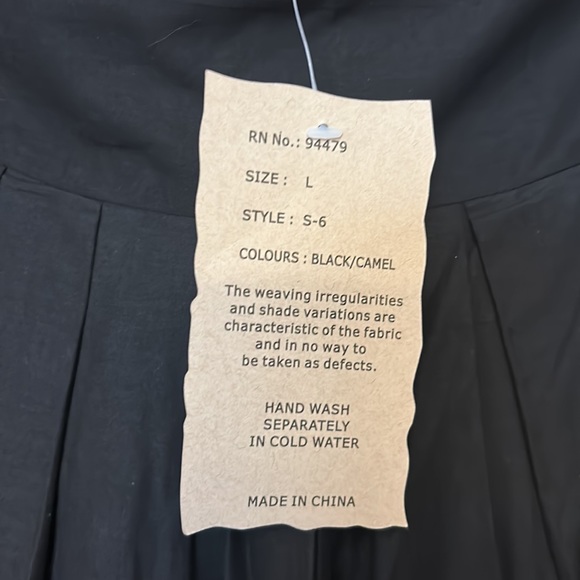 RN No.: 94479
SIZE : L
STYLE : S-6
COLOURS : BLACK/CAMEL
The weaving irregularities
and shade variations are
characteristic of the fabric
and in no way to
be taken as defects.
HAND WASH
SEPARATELY
IN COLD WATER
MADE IN CHINA